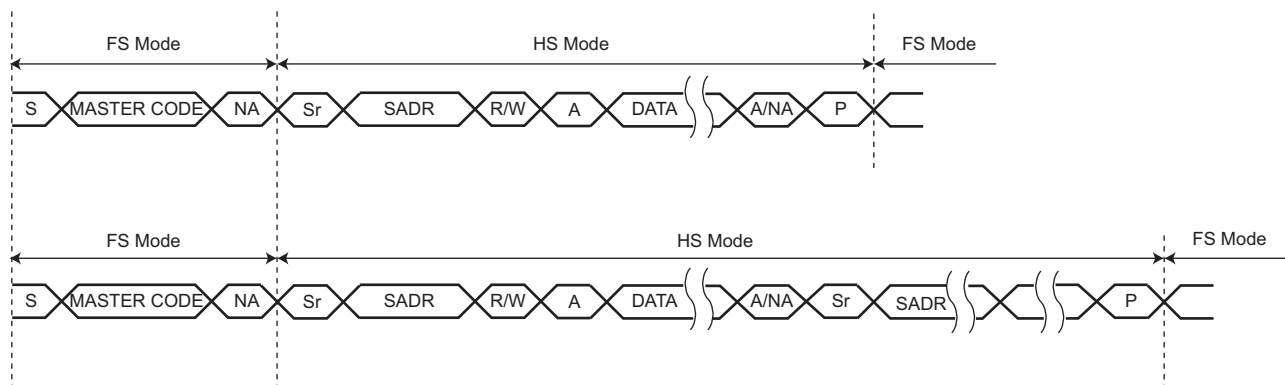 FS Mode HS Mode FS Mode
S MASTER CODE NA Sr SADR R/W A DATA A/NA P
FS Mode HS Mode FS Mode
S MASTER CODE NA Sr SADR R/W A DATA A/NA Sr SADR P